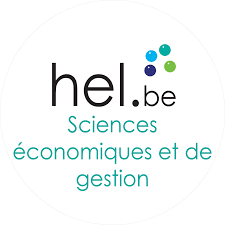 hel.be
Sciences
économiques et de
gestion